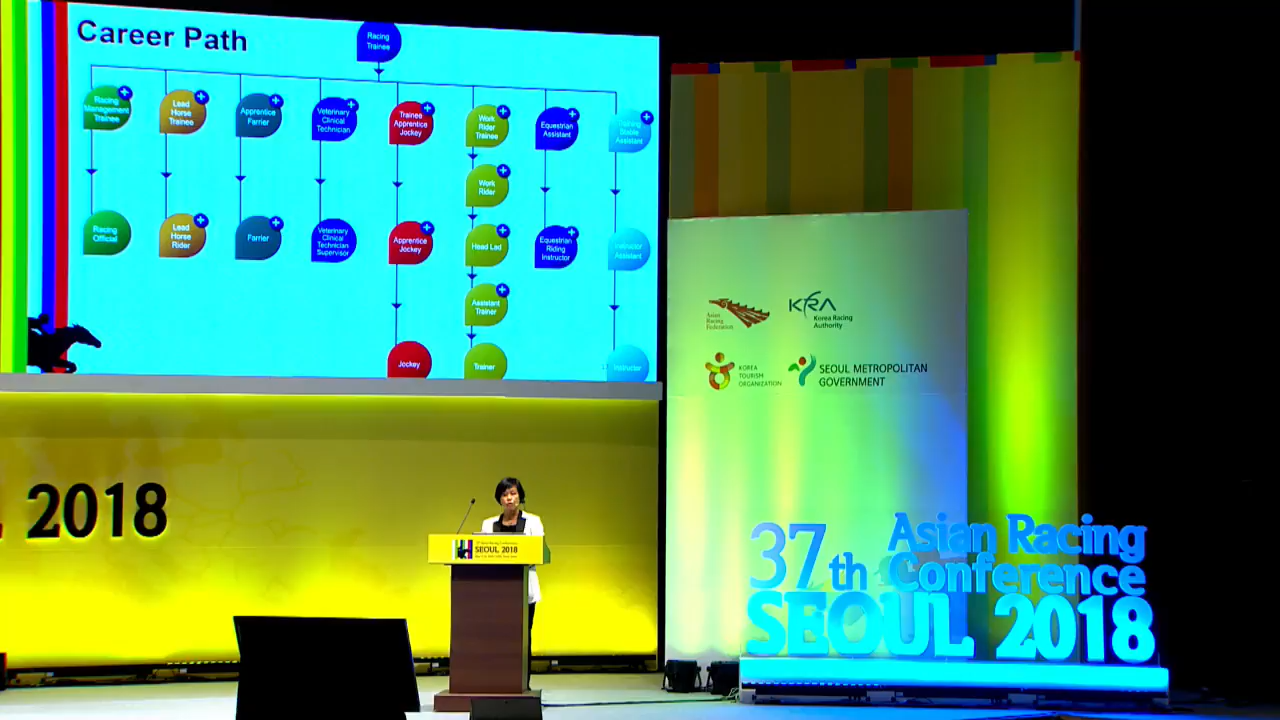 Career Path
Racing
Trainee
Racing
Management
Trainee
Lead
Horse
Trainee
Apprentice
Farrier
Veterinary
Clinical
Technician
Trainee
Apprentice
Jockey
Work
Rider
Trainee
Equestrian
Assistant
Stable
Assistant
Work
Rider
Racing
Official
Lead
Horse
Rider
Farrier
Veterinary
Clinical
Technician
Supervisor
Apprentice
Jockey
Head Lad
Equestrian
Riding
Instructor
Instructor
Assistant
Assistant
Trainer
Jockey
Trainer
Instructor
Asian
Racing
Federation
KRA
Korea Racing
Authority
KOREA
TOURISM
ORGANIZATION
SEOUL METROPOLITAN
GOVERNMENT
2018
SEOUL 2018
37th Asian Racing
Conference
SEOUL 2018